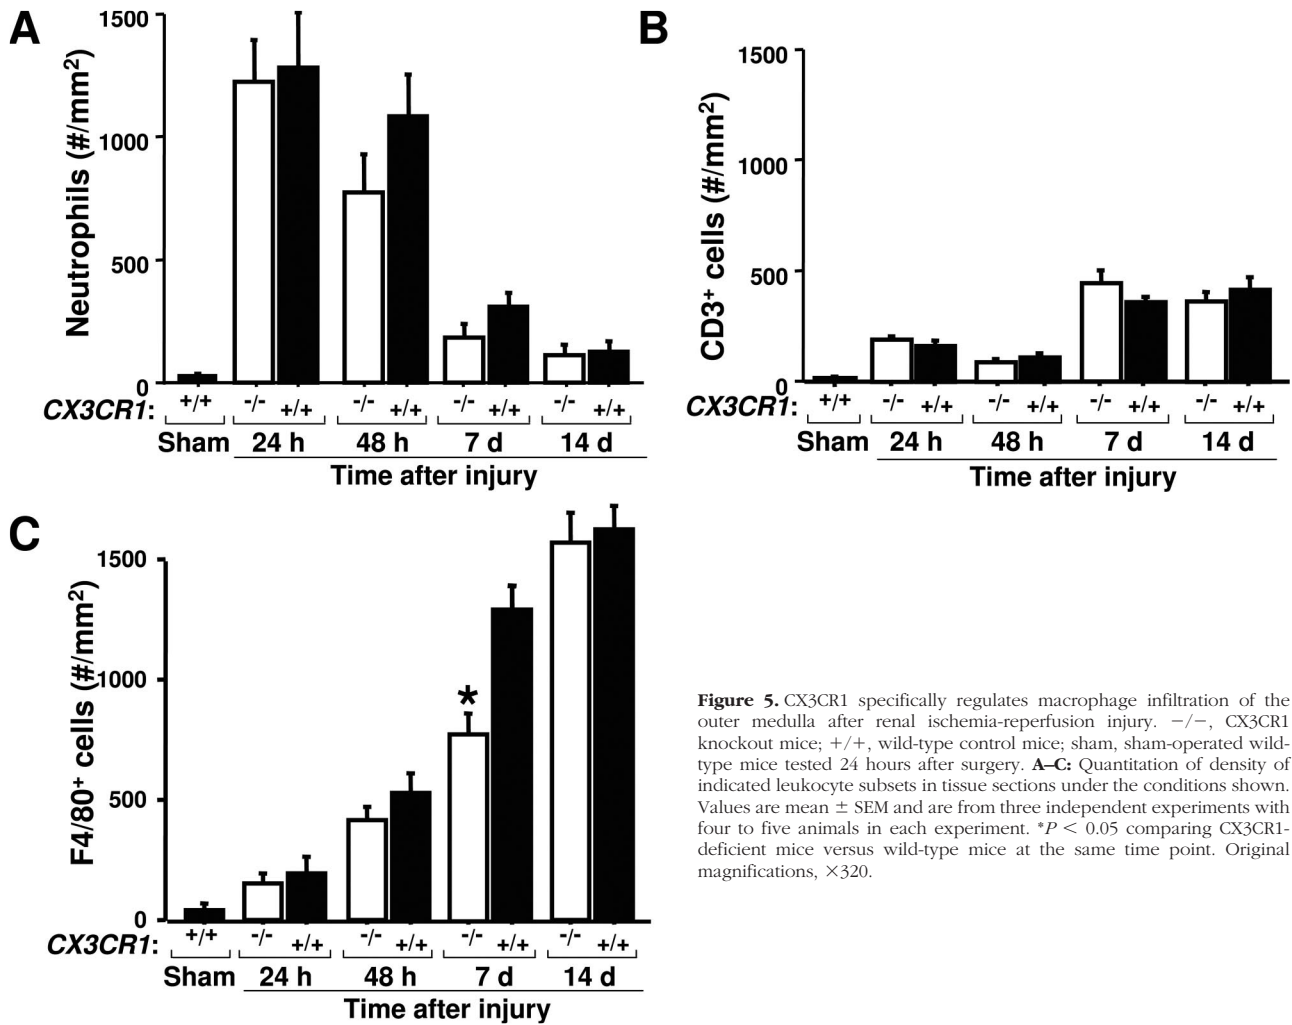 A
Neutrophils (#/mm²)
1500
1000
500
0
CX3CR1: +/+ -/- +/+ -/- +/+ -/- +/+ -/- +/+
Sham 24 h 48 h 7 d 14 d
Time after injury
B
CD3⁺ cells (#/mm²)
1500
1000
500
0
CX3CR1: +/+ -/- +/+ -/- +/+ -/- +/+ -/- +/+
Sham 24 h 48 h 7 d 14 d
Time after injury
C
F4/80⁺ cells (#/mm²)
1500
1000
500
0
*
CX3CR1: +/+ -/- +/+ -/- +/+ -/- +/+ -/- +/+
Sham 24 h 48 h 7 d 14 d
Time after injury
Figure 5. CX3CR1 specifically regulates macrophage infiltration of the
outer medulla after renal ischemia-reperfusion injury. −/−, CX3CR1
knockout mice; +/+, wild-type control mice; sham, sham-operated wild-
type mice tested 24 hours after surgery. A–C: Quantitation of density of
indicated leukocyte subsets in tissue sections under the conditions shown.
Values are mean ± SEM and are from three independent experiments with
four to five animals in each experiment. *P < 0.05 comparing CX3CR1-
deficient mice versus wild-type mice at the same time point. Original
magnifications, ×320.